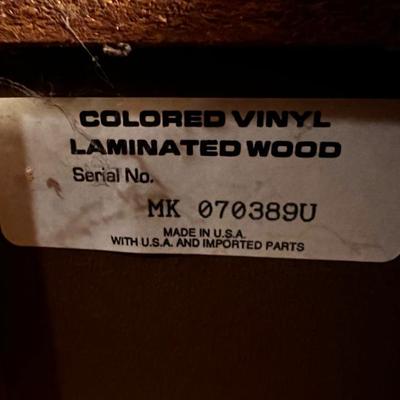 COLORED VINYL
LAMINATED WOOD
Serial No.
MK 070389U
MADE IN U.S.A.
WITH U.S.A. AND IMPORTED PARTS